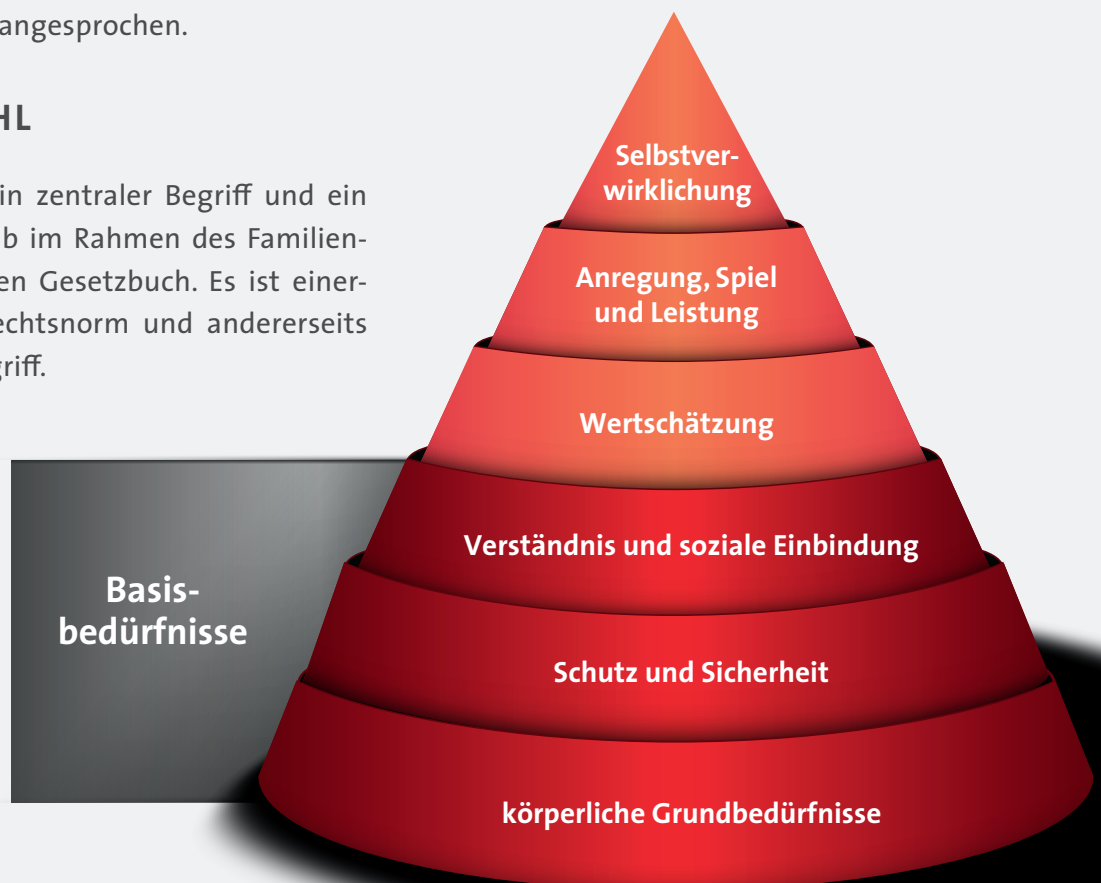 angesprochen.
HL
in zentraler Begriff und ein
b im Rahmen des Familien-
en Gesetzbuch. Es ist einer-
echtsnorm und andererseits
griff.
Selbstver-
wirklichung
Anregung, Spiel
und Leistung
Wertschätzung
Verständnis und soziale Einbindung
Basis-
bedürfnisse
Schutz und Sicherheit
körperliche Grundbedürfnisse